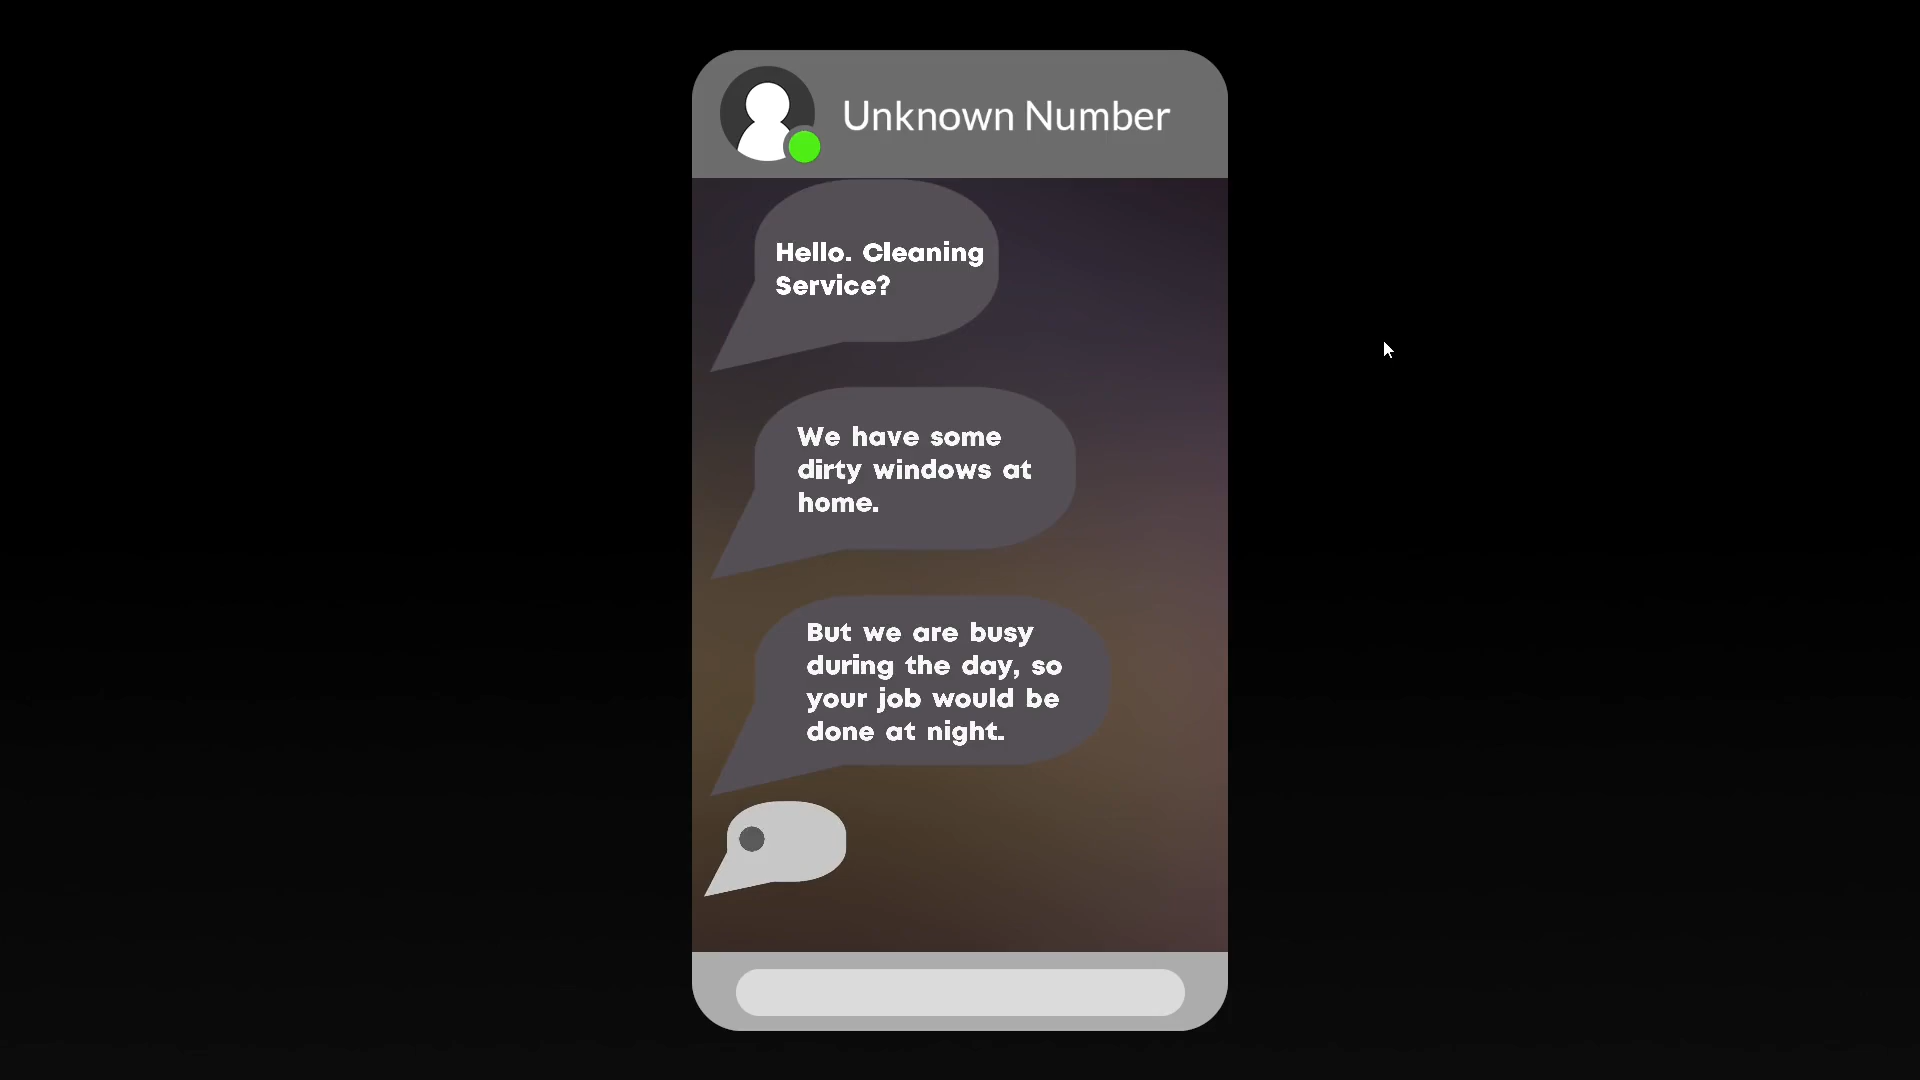 Unknown Number
Hello. Cleaning
Service?
We have some
dirty windows at
home.
But we are busy
during the day, so
your job would be
done at night.